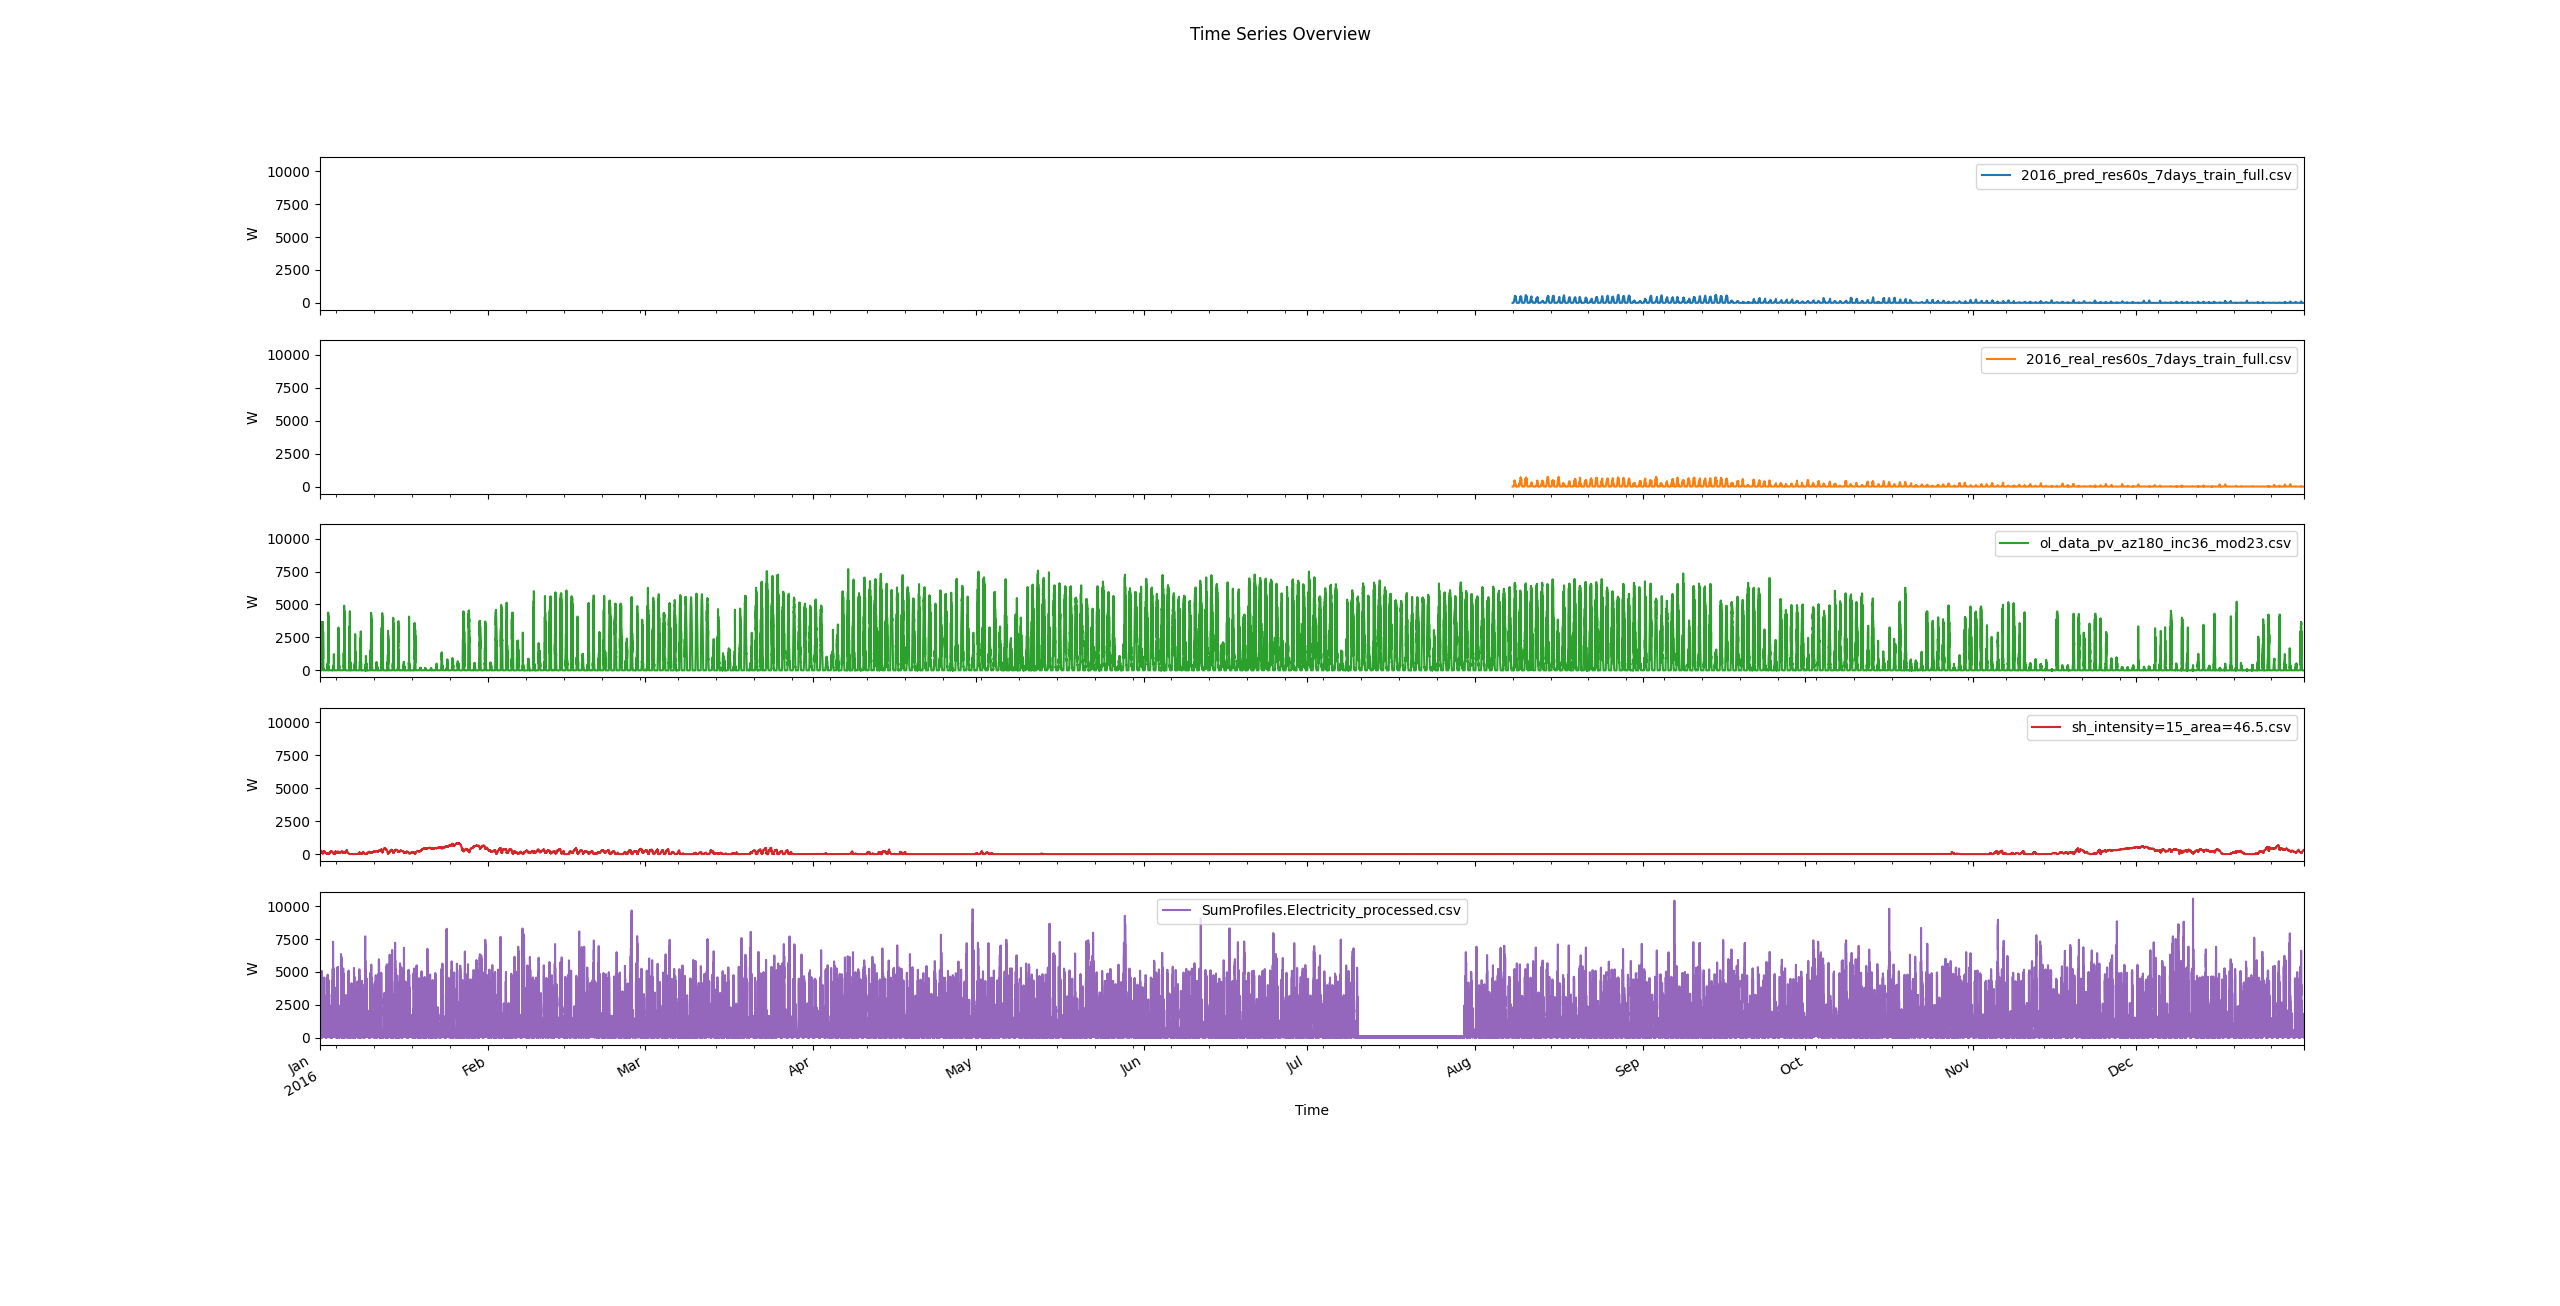 Time Series Overview
10000
7500
5000
2500
0
W
2016_pred_res60s_7days_train_full.csv
10000
7500
5000
2500
0
W
2016_real_res60s_7days_train_full.csv
10000
7500
5000
2500
0
W
ol_data_pv_az180_inc36_mod23.csv
10000
7500
5000
2500
0
W
sh_intensity=15_area=46.5.csv
10000
7500
5000
2500
0
W
SumProfiles.Electricity_processed.csv
Jan
2016
Feb
Mar
Apr
May
Jun
Jul
Aug
Sep
Oct
Nov
Dec
Time